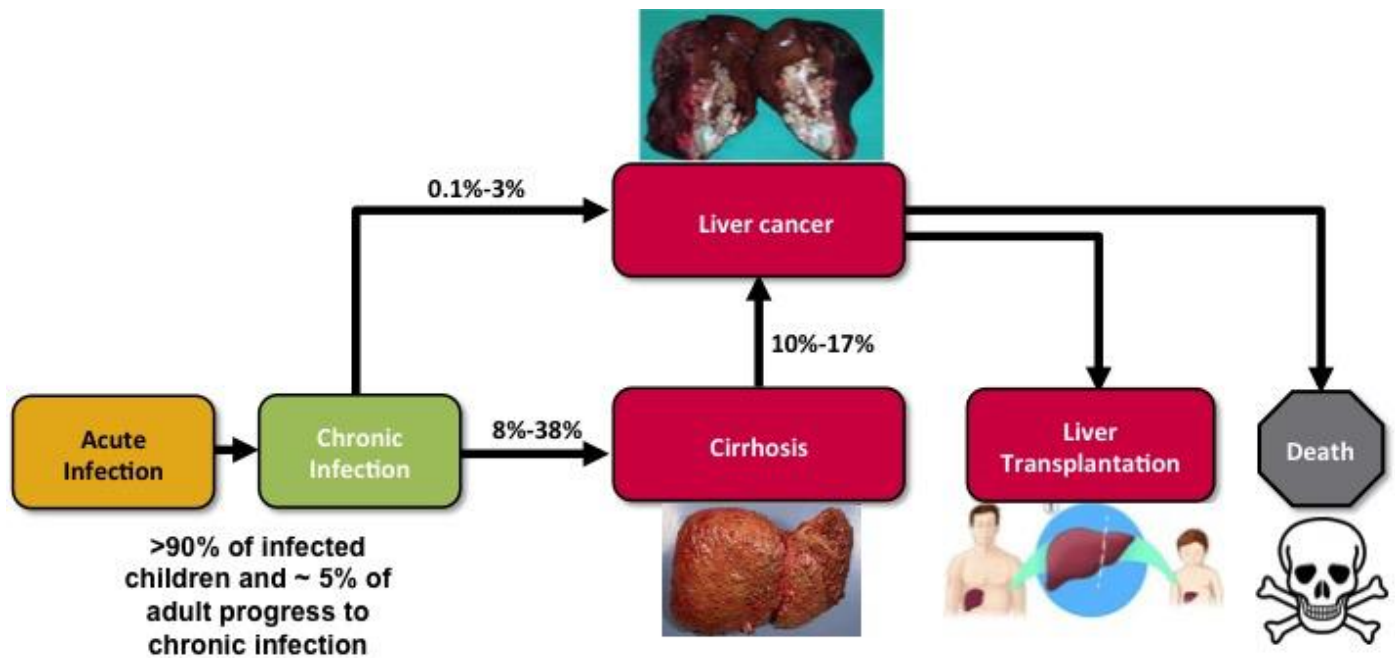 0.1%-3%
Liver cancer
10%-17%
Acute
Infection
Chronic
Infection
8%-38%
Cirrhosis
Liver
Transplantation
Death
>90% of infected
children and ~ 5% of
adult progress to
chronic infection